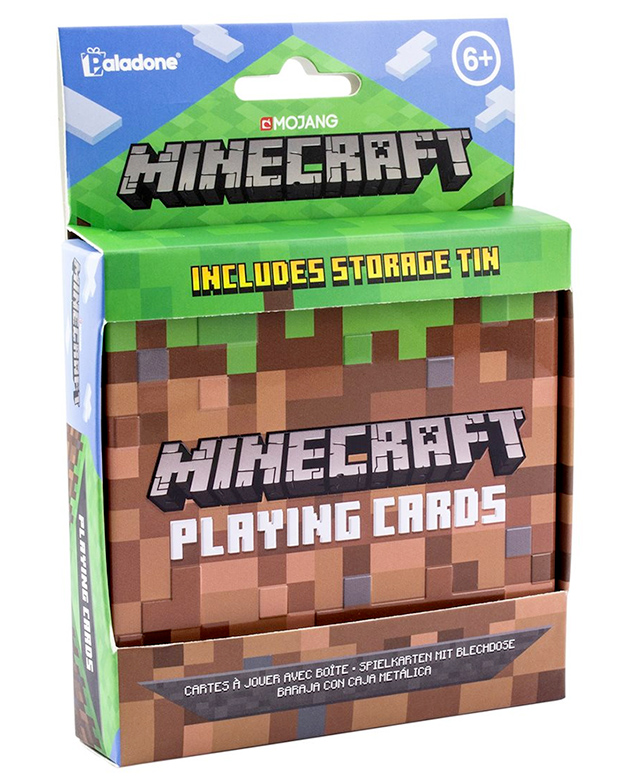 Paladone®
6+
MOJANG
MINECRAFT
INCLUDES STORAGE TIN
MINECRAFT
PLAYING CARDS
MINECRAFT
PLAYING CARDS
CARTES À JOUER AVEC BOÎTE • SPIELKARTEN MIT BLECHDOSE
BARAJA CON CAJA METÁLICA